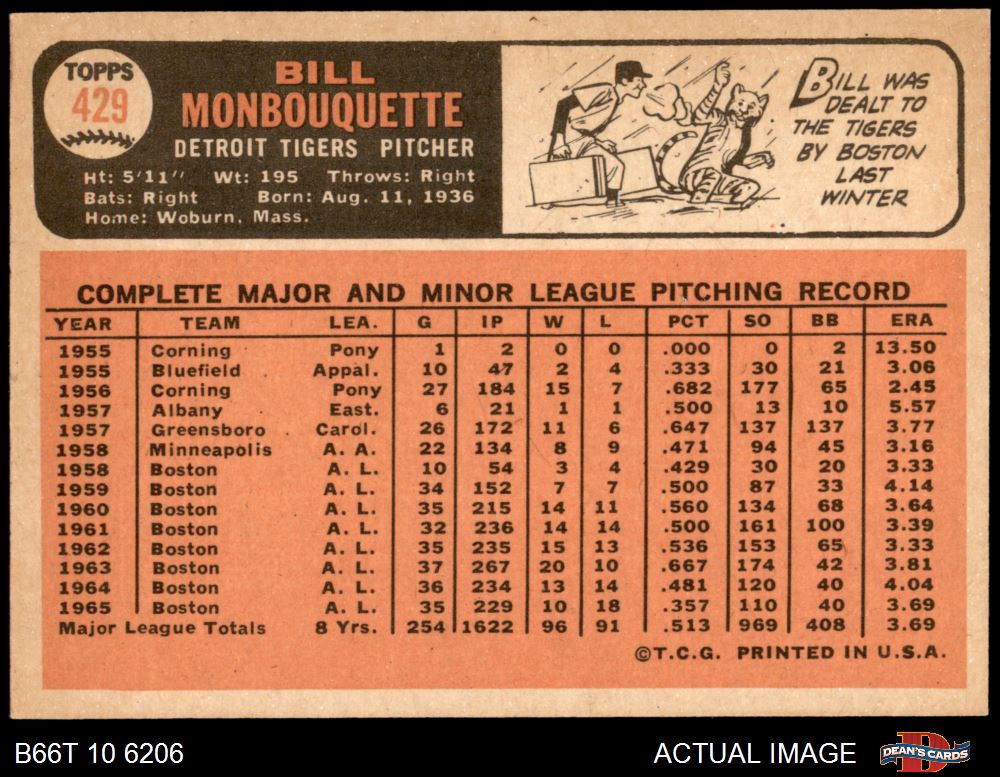 TOPPS
429
BILL
MONBOUQUETTE
DETROIT TIGERS PITCHER
Ht: 5'11" Wt: 195 Throws: Right
Bats: Right Born: Aug. 11, 1936
Home: Woburn, Mass.
BILL WAS
DEALT TO
THE TIGERS
BY BOSTON
LAST
WINTER
COMPLETE MAJOR AND MINOR LEAGUE PITCHING RECORD
YEAR TEAM LEA. G IP W L PCT SO BB ERA
1955 Corning Pony 1 2 0 0 .000 0 2 13.50
1955 Bluefield Appal. 10 47 2 4 .333 30 21 3.06
1956 Corning Pony 27 184 15 7 .682 177 65 2.45
1957 Albany East. 6 21 1 1 .500 13 10 5.57
1957 Greensboro Carol. 26 172 11 6 .647 137 137 3.77
1958 Minneapolis A. A. 22 134 8 9 .471 94 45 3.16
1958 Boston A. L. 10 54 3 4 .429 30 20 3.33
1959 Boston A. L. 34 152 7 7 .500 87 33 4.14
1960 Boston A. L. 35 215 14 11 .560 134 68 3.64
1961 Boston A. L. 32 236 14 14 .500 161 100 3.39
1962 Boston A. L. 35 235 15 13 .536 153 65 3.33
1963 Boston A. L. 37 267 20 10 .667 174 42 3.81
1964 Boston A. L. 36 234 13 14 .481 120 40 4.04
1965 Boston A. L. 35 229 10 18 .357 110 40 3.69
Major League Totals 8 Yrs. 254 1622 96 91 .513 969 408 3.69
©T.C.G. PRINTED IN U.S.A.
B66T 10 6206
ACTUAL IMAGE
DEAN'S CARDS